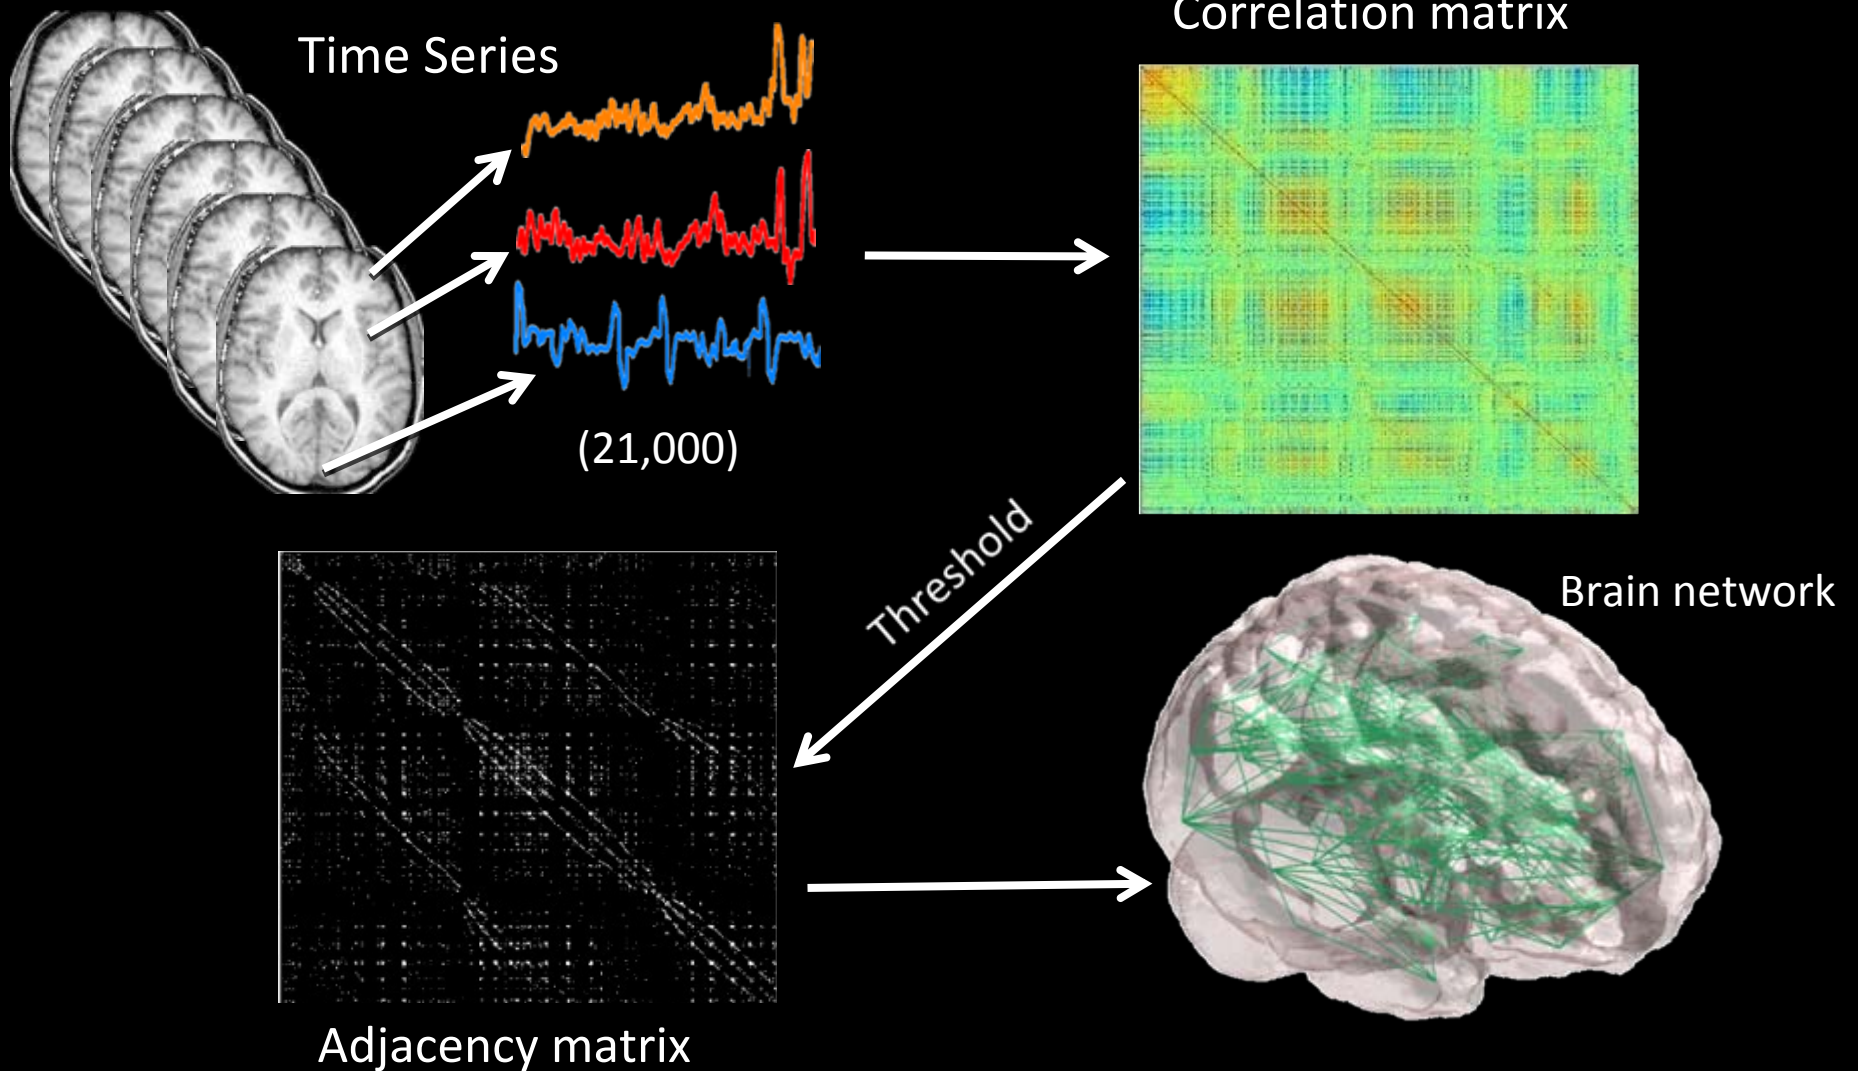 Time Series
Correlation matrix
(21,000)
Threshold
Brain network
Adjacency matrix